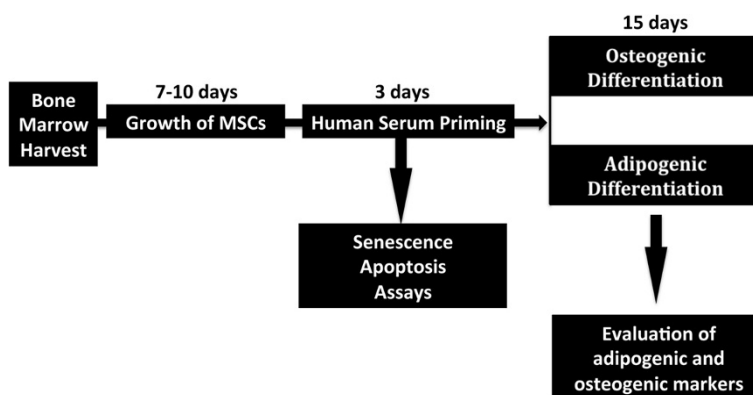 15 days
Osteogenic
Differentiation
7-10 days
3 days
Bone
Marrow
Harvest
Growth of MSCs
Human Serum Priming
Adipogenic
Differentiation
Senescence
Apoptosis
Assays
Evaluation of
adipogenic and
osteogenic markers